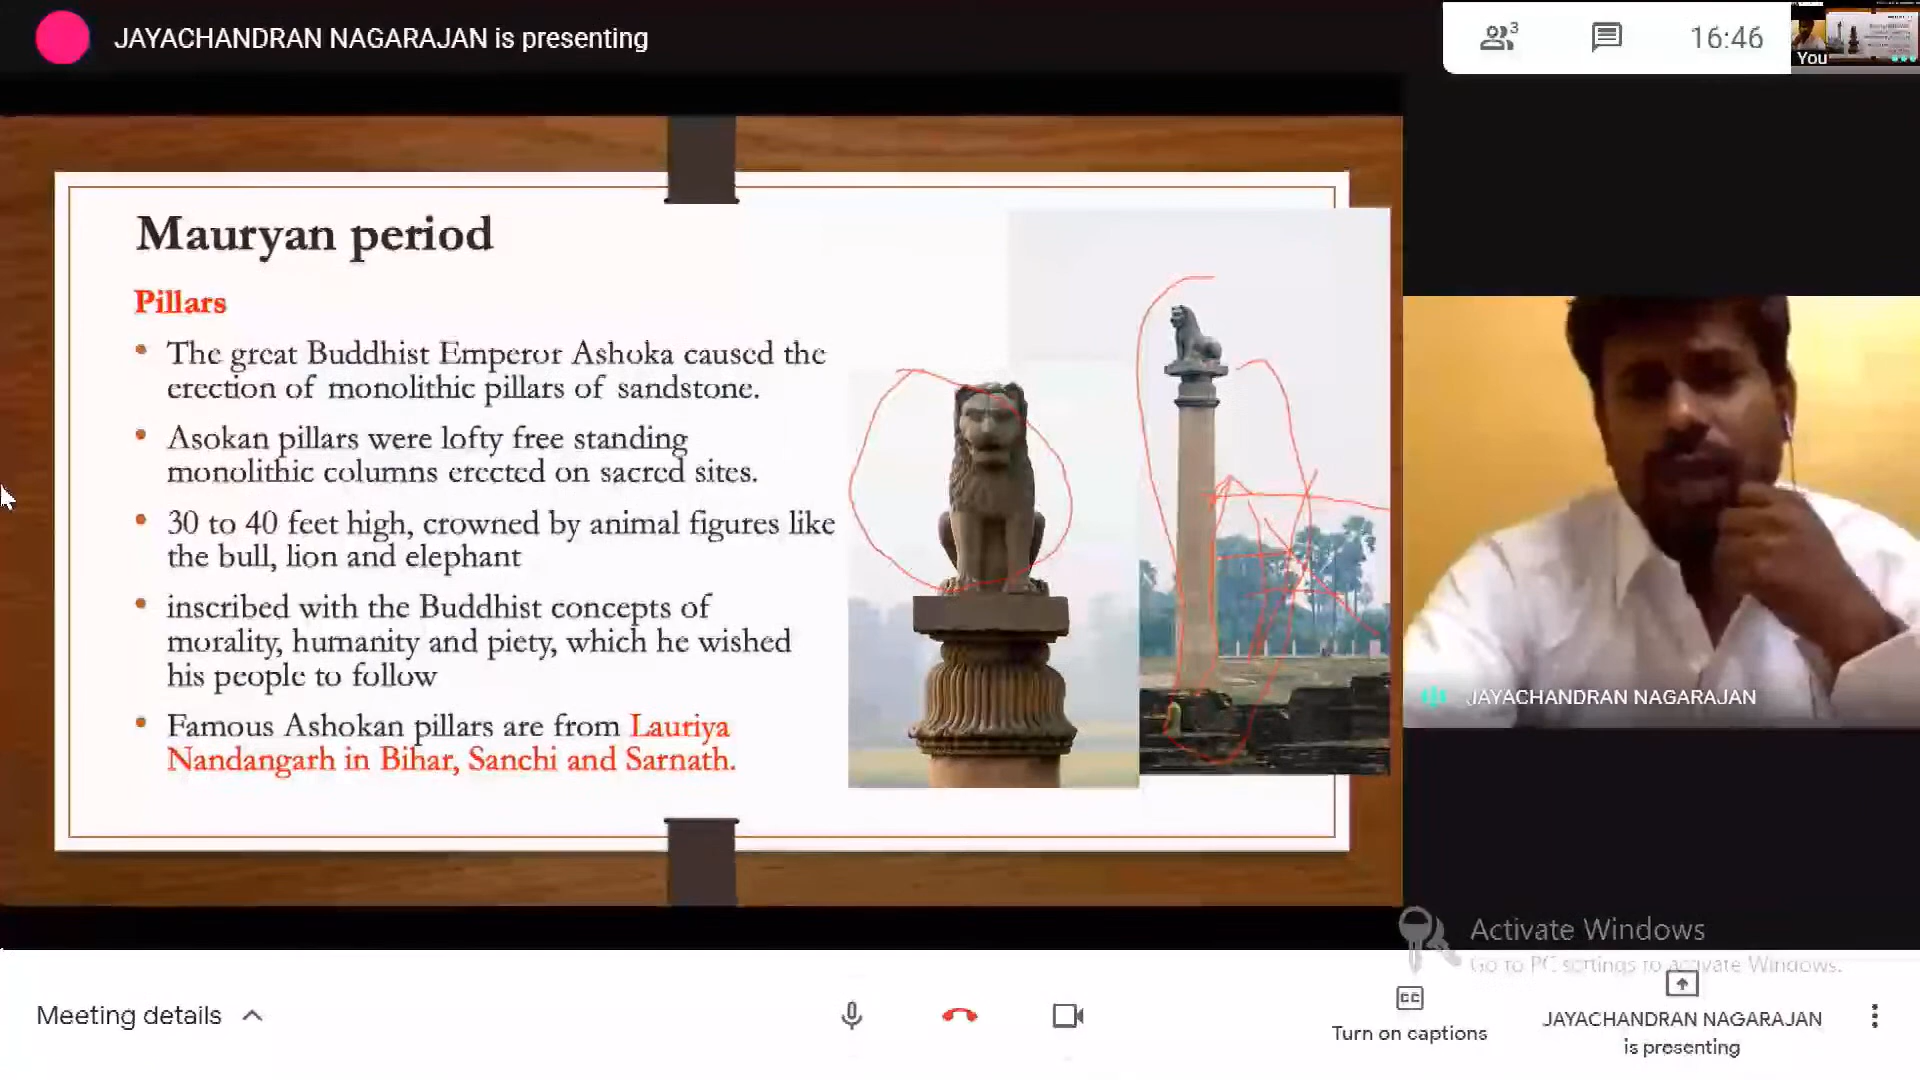 JAYACHANDRAN NAGARAJAN is presenting
3
16:46
You
Mauryan period
Pillars
• The great Buddhist Emperor Ashoka caused the
erection of monolithic pillars of sandstone.
• Asokan pillars were lofty free standing
monolithic columns erected on sacred sites.
• 30 to 40 feet high, crowned by animal figures like
the bull, lion and elephant
• inscribed with the Buddhist concepts of
morality, humanity and piety, which he wished
his people to follow
• Famous Ashokan pillars are from Lauriya
Nandangarh in Bihar, Sanchi and Sarnath.
JAYACHANDRAN NAGARAJAN
Activate Windows
Go to PC settings to activate Windows.
Meeting details
CC
Turn on captions
JAYACHANDRAN NAGARAJAN
is presenting